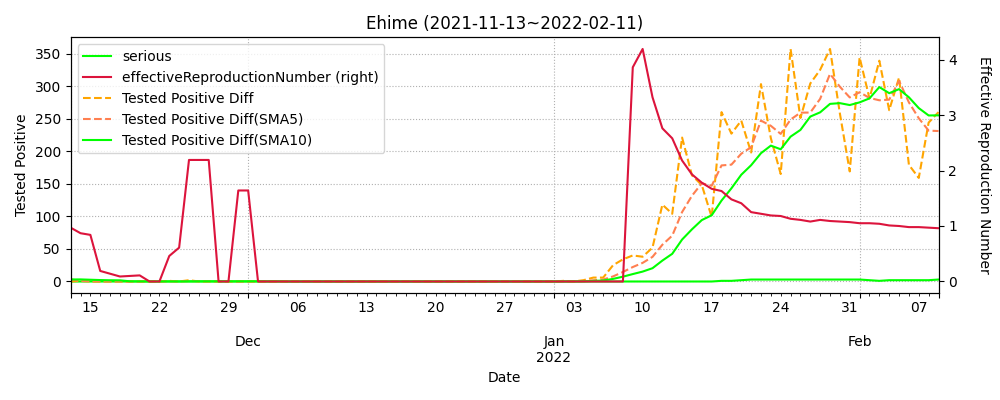 Ehime (2021-11-13~2022-02-11)
serious
effectiveReproductionNumber (right)
Tested Positive Diff
Tested Positive Diff(SMA5)
Tested Positive Diff(SMA10)
Tested Positive
350
300
250
200
150
100
50
0
4
3
2
1
0
Effective Reproduction Number
15 22 29 06 13 20 27 03 10 17 24 31 07
Dec Jan Feb
2022
Date